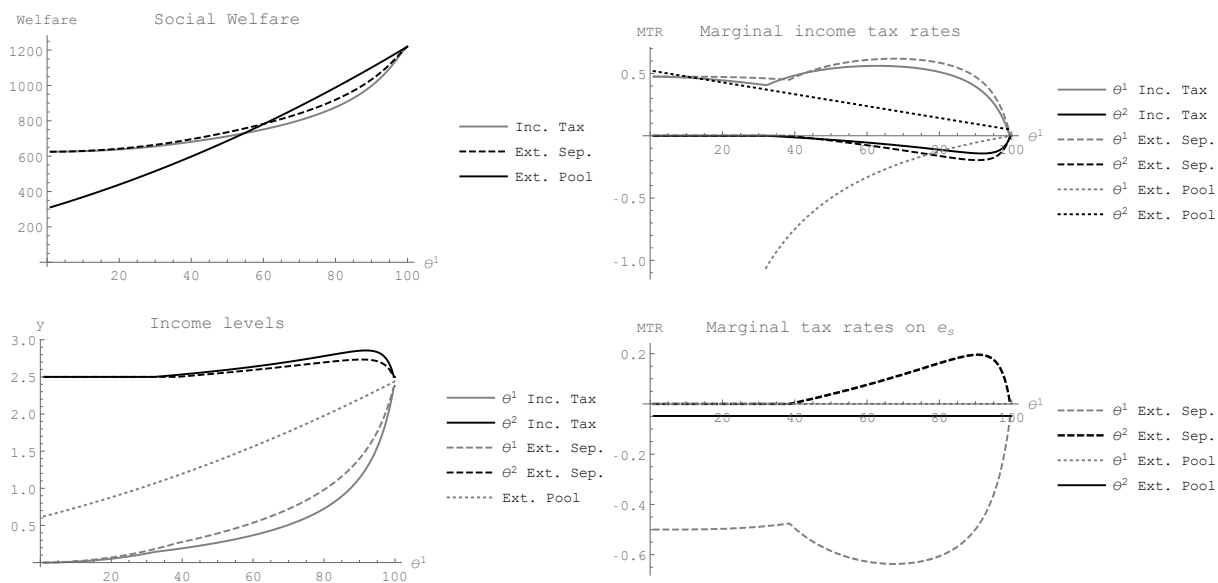 Welfare
Social Welfare
1200
1000
800
600
400
200
20 40 60 80 100
θ¹
Inc. Tax
Ext. Sep.
Ext. Pool
MTR
Marginal income tax rates
0.5
-0.5
-1.0
20 40 60 80 100
θ¹
θ¹ Inc. Tax
θ² Inc. Tax
θ¹ Ext. Sep.
θ² Ext. Sep.
θ¹ Ext. Pool
θ² Ext. Pool
y
Income levels
3.0
2.5
2.0
1.5
1.0
0.5
20 40 60 80 100
θ¹
θ¹ Inc. Tax
θ² Inc. Tax
θ¹ Ext. Sep.
θ² Ext. Sep.
Ext. Pool
MTR
Marginal tax rates on eₛ
0.2
-0.2
-0.4
-0.6
20 40 60 80 100
θ¹
θ¹ Ext. Sep.
θ² Ext. Sep.
θ¹ Ext. Pool
θ² Ext. Pool